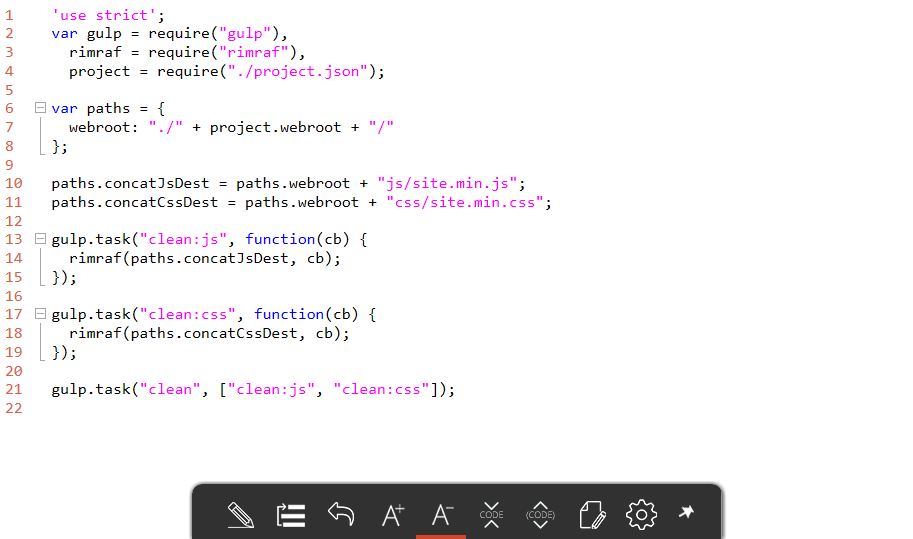 1 'use strict';
2 var gulp = require("gulp"),
3 rimraf = require("rimraf"),
4 project = require("./project.json");
5
6 var paths = {
7 webroot: "./" + project.webroot + "/"
8 };
9
10 paths.concatJsDest = paths.webroot + "js/site.min.js";
11 paths.concatCssDest = paths.webroot + "css/site.min.css";
12
13 gulp.task("clean:js", function(cb) {
14 rimraf(paths.concatJsDest, cb);
15 });
16
17 gulp.task("clean:css", function(cb) {
18 rimraf(paths.concatCssDest, cb);
19 });
20
21 gulp.task("clean", ["clean:js", "clean:css"]);
22
A+ A- CODE (CODE)